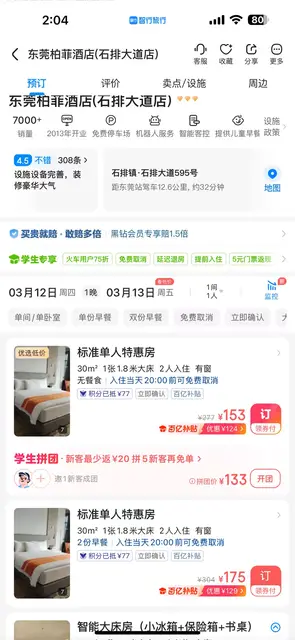 2:04
智行旅行
80
东莞柏菲酒店(石排大道店)
客服
收藏
分享
更多
预订
评价
卖点/设施
周边
东莞柏菲酒店(石排大道店)
7000+
销量
2013年开业
免费停车场
机器人服务
智能客控
提供儿童早餐
设施
政策
4.5 不错 308条
设施设备完善，装
修豪华大气
石排镇·石排大道595号
距东莞站驾车12.6公里，约32分钟
地图
买贵就赔·敢赔多倍 黑钻会员专享赔1.5倍
学生专享
火车用户75折
免费取消
延迟退房
提前入住
5元门票返
03月12日 周四
1晚
03月13日 周五
1间
1人
监控
单间/单卧室
单份早餐
双份早餐
免费取消
立即确认
优选低价
标准单人特惠房
30m² 1张1.8米大床 2人入住 有窗
无餐食 入住当天20:00前可免费取消
积分已抵¥77
立即确认
百亿补贴
7
¥277 ¥153
百亿补贴 优惠¥124
订
领券付
学生拼团·新客最少返¥20 拼5新客再免单
邀1新客成团
拼团价 ¥133
开团
标准单人特惠房
30m² 1张1.8米大床 2人入住 有窗
2份早餐 入住当天20:00前可免费取消
积分已抵¥77
立即确认
百亿补贴
7
¥304 ¥175
百亿补贴 优惠¥129
订
领券付
智能大床房（小冰箱+保险箱+书桌）